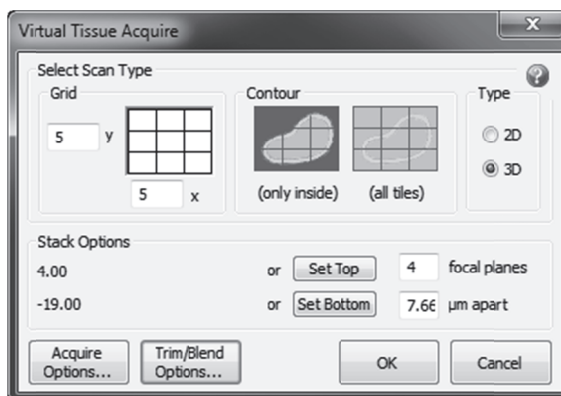 Virtual Tissue Acquire
x
Select Scan Type
?
Grid Contour Type
5 y 2D
3D
5 x (only inside) (all tiles)
Stack Options
4.00 or Set Top 4 focal planes
-19.00 or Set Bottom 7.66 µm apart
Acquire Options... Trim/Blend Options... OK Cancel